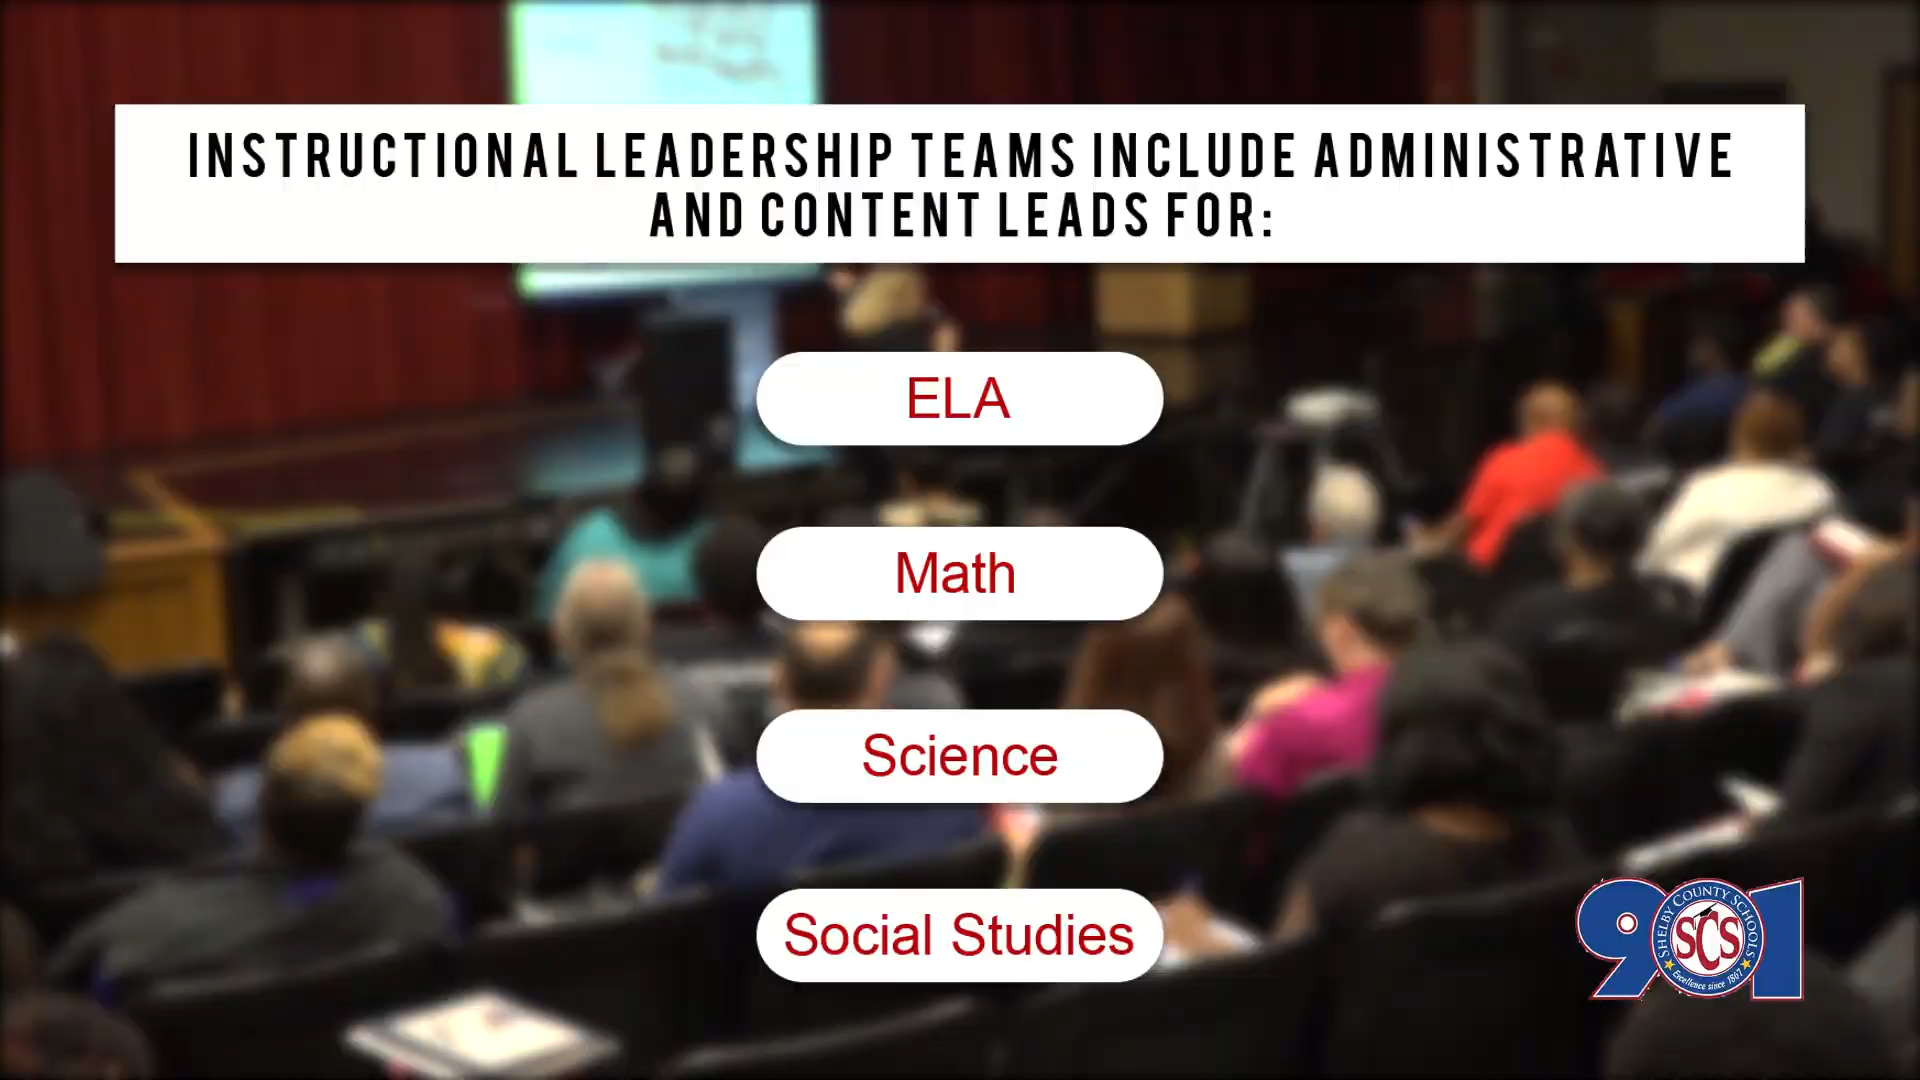 INSTRUCTIONAL LEADERSHIP TEAMS INCLUDE ADMINISTRATIVE
AND CONTENT LEADS FOR:
ELA
Math
Science
Social Studies
901
SHELBY COUNTY SCHOOLS
SCS
Excellence since 1867